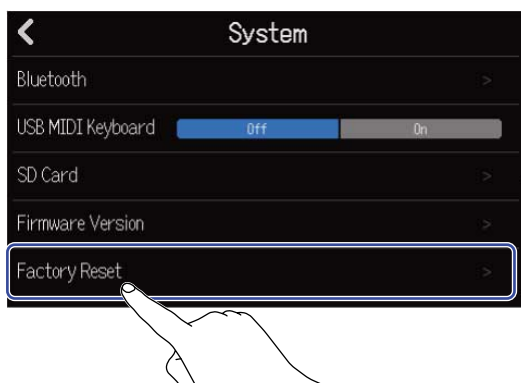 System
Bluetooth >
USB MIDI Keyboard Off On
SD Card >
Firmware Version >
Factory Reset >